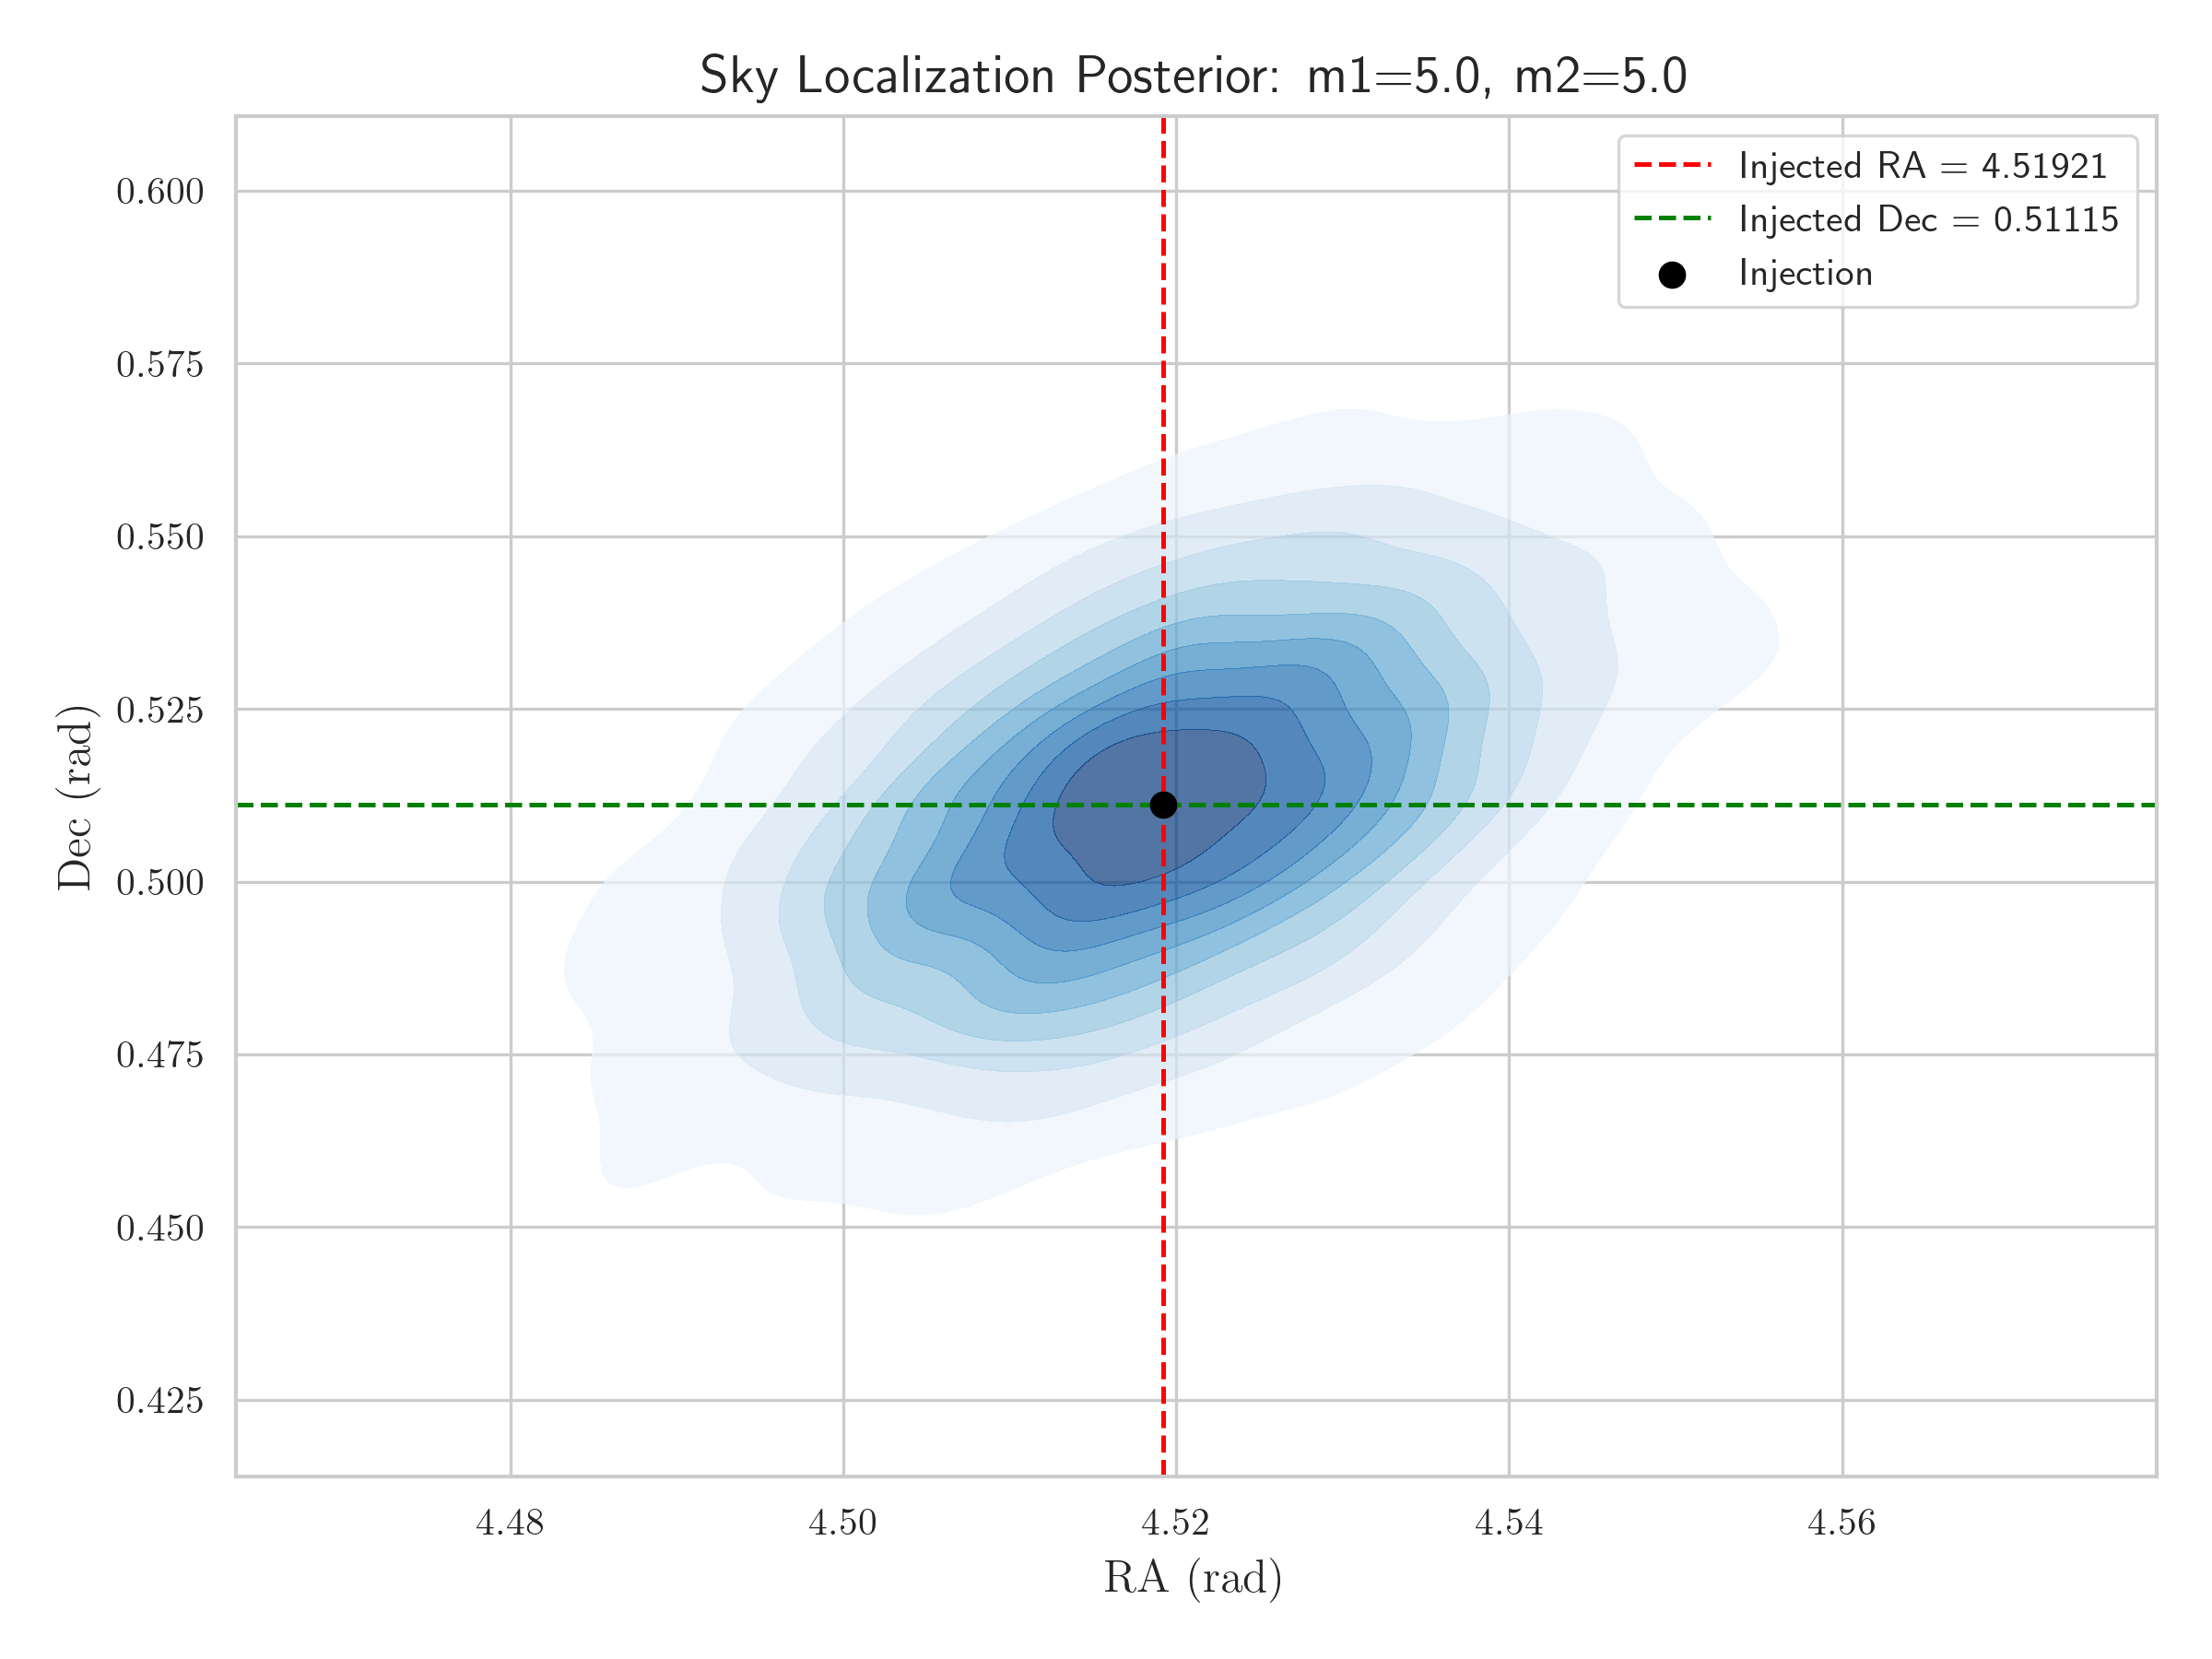 Sky Localization Posterior: m1=5.0, m2=5.0
Injected RA = 4.51921
Injected Dec = 0.51115
Injection
0.600
0.575
0.550
0.525
0.500
0.475
0.450
0.425
Dec (rad)
4.48 4.50 4.52 4.54 4.56
RA (rad)